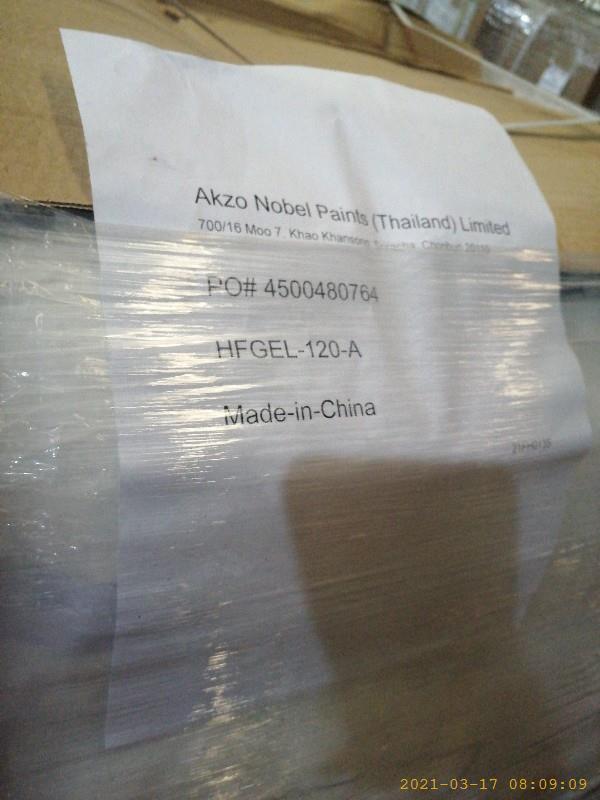 Akzo Nobel Paints (Thailand) Limited
700/16 Moo 7, Khao Khansong, Sriracha, Chonburi 20110
PO# 4500480764
HFGEL-120-A
Made-in-China
2021-03-17 08:09:09